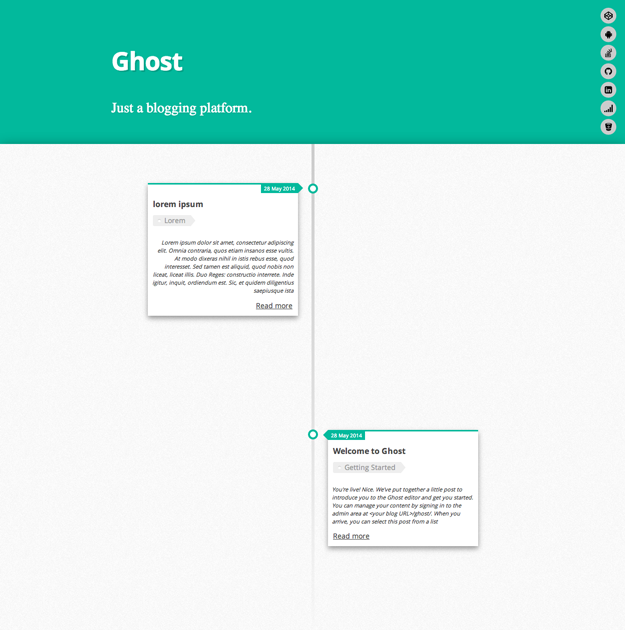 Ghost
Just a blogging platform.
28 May 2014
lorem ipsum
Lorem
Lorem ipsum dolor sit amet, consectetur adipiscing
elit. Omnia contraria, quos etiam insanos esse vultis.
At modo dixeras nihil in istis rebus esse, quod
interesset. Sed tamen est aliquid, quod nobis non
liceat, liceat illis. Duo Reges: constructio interrete. Inde
igitur, inquit, ordiendum est. Sic, et quidem diligentius
saepiusque ista
Read more
28 May 2014
Welcome to Ghost
Getting Started
You're live! Nice. We've put together a little post to
introduce you to the Ghost editor and get you started.
You can manage your content by signing in to the
admin area at <your blog URL>/ghost/. When you
arrive, you can select this post from a list
Read more